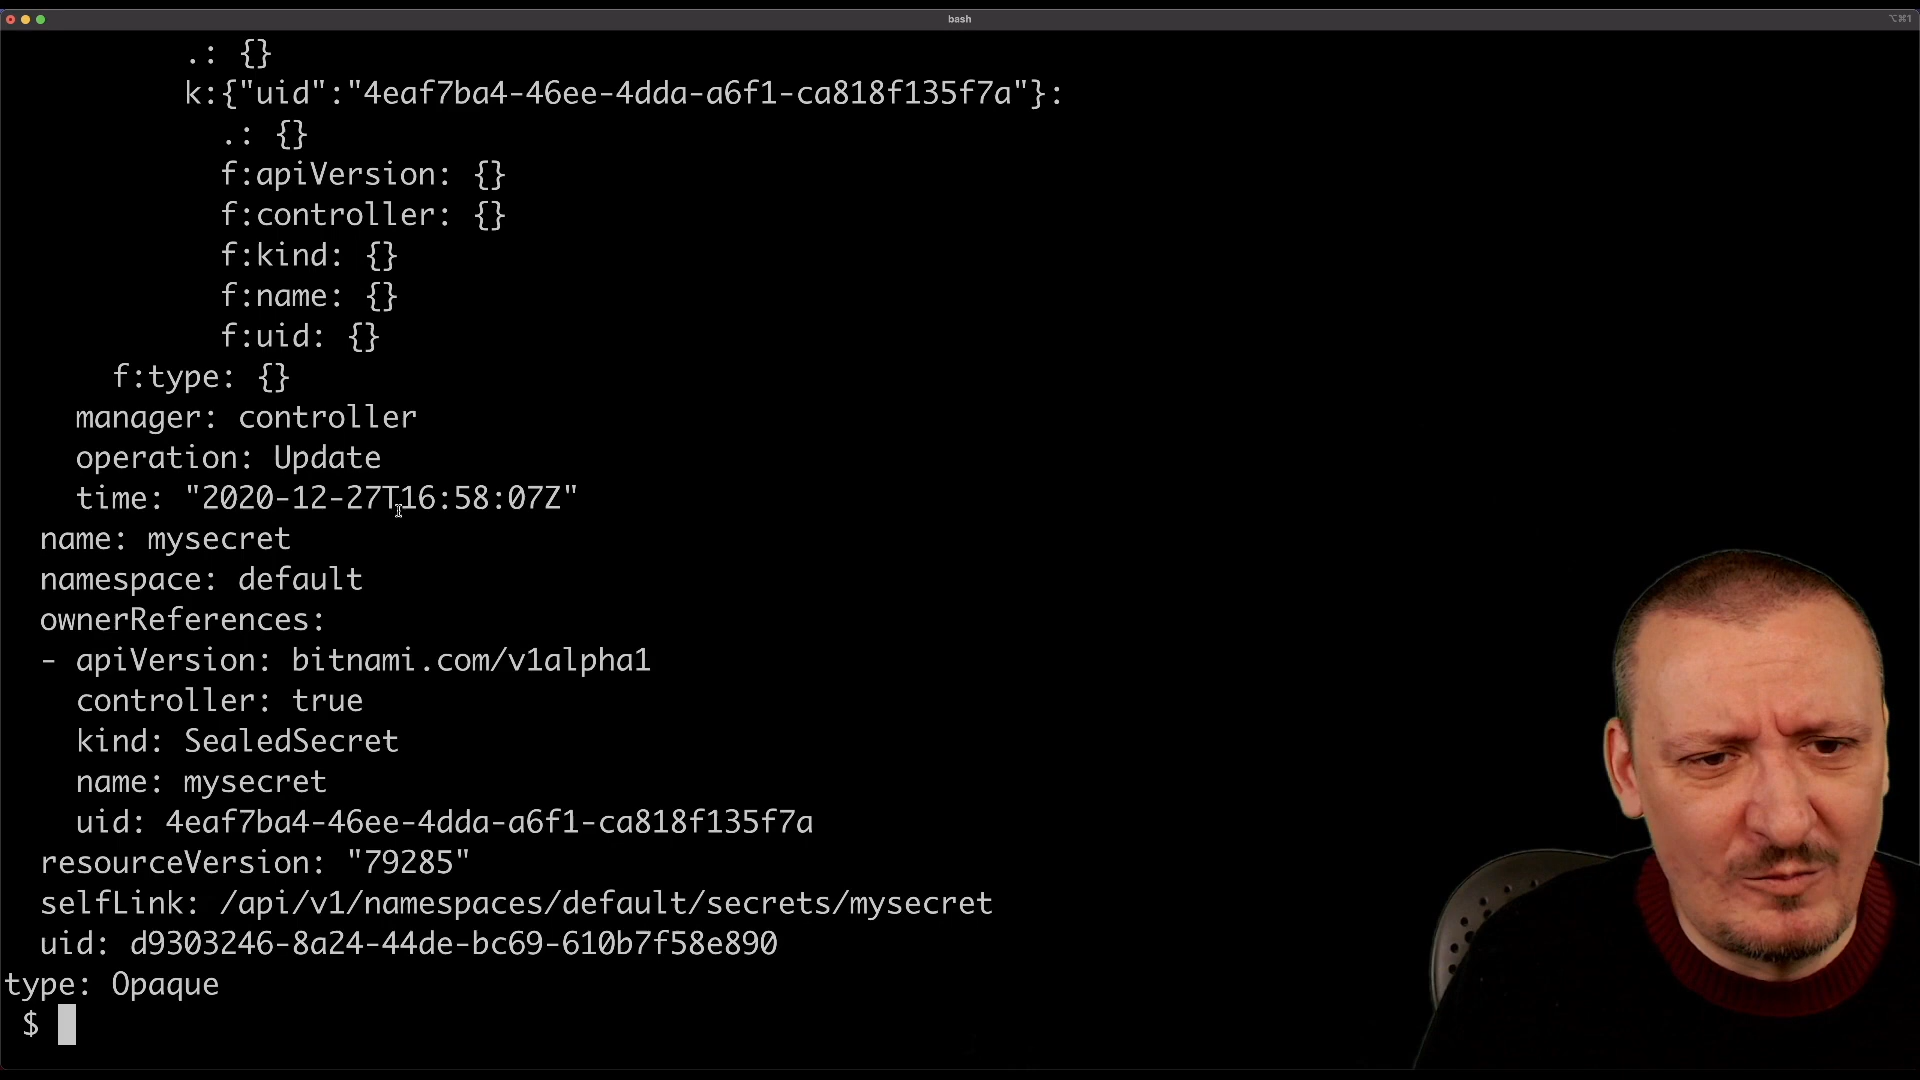 bash
⌥⌘1
.: {}
k:{"uid":"4eaf7ba4-46ee-4dda-a6f1-ca818f135f7a"}:
.: {}
f:apiVersion: {}
f:controller: {}
f:kind: {}
f:name: {}
f:uid: {}
f:type: {}
manager: controller
operation: Update
time: "2020-12-27T16:58:07Z"
name: mysecret
namespace: default
ownerReferences:
- apiVersion: bitnami.com/v1alpha1
controller: true
kind: SealedSecret
name: mysecret
uid: 4eaf7ba4-46ee-4dda-a6f1-ca818f135f7a
resourceVersion: "79285"
selfLink: /api/v1/namespaces/default/secrets/mysecret
uid: d9303246-8a24-44de-bc69-610b7f58e890
type: Opaque
$